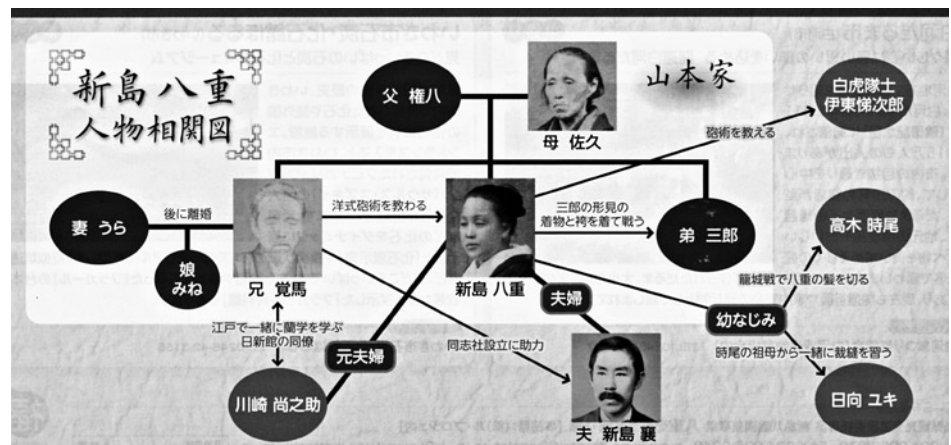 新島 八重
人物相関図
山本家
父 権八
母 佐久
白虎隊士
伊東悌次郎
砲術を教える
妻 うら
後に離婚
娘
みね
兄 覚馬
洋式砲術を教わる
新島 八重
三郎の形見の
着物と袴を着て戦う
弟 三郎
高木 時尾
籠城戦で八重の髪を切る
夫婦
幼なじみ
江戸で一緒に蘭学を学ぶ
日新館の同僚
元夫婦
同志社設立に助力
時尾の祖母から一緒に裁縫を習う
川崎 尚之助
夫 新島 襄
日向 ユキ